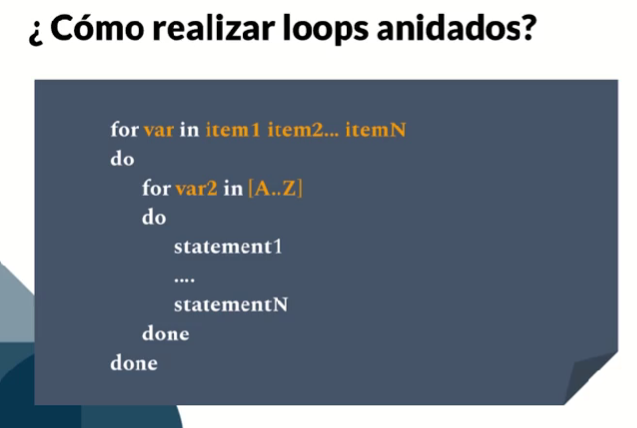 ¿ Cómo realizar loops anidados?
for var in item1 item2... itemN
do
for var2 in [A..Z]
do
statement1
....
statementN
done
done